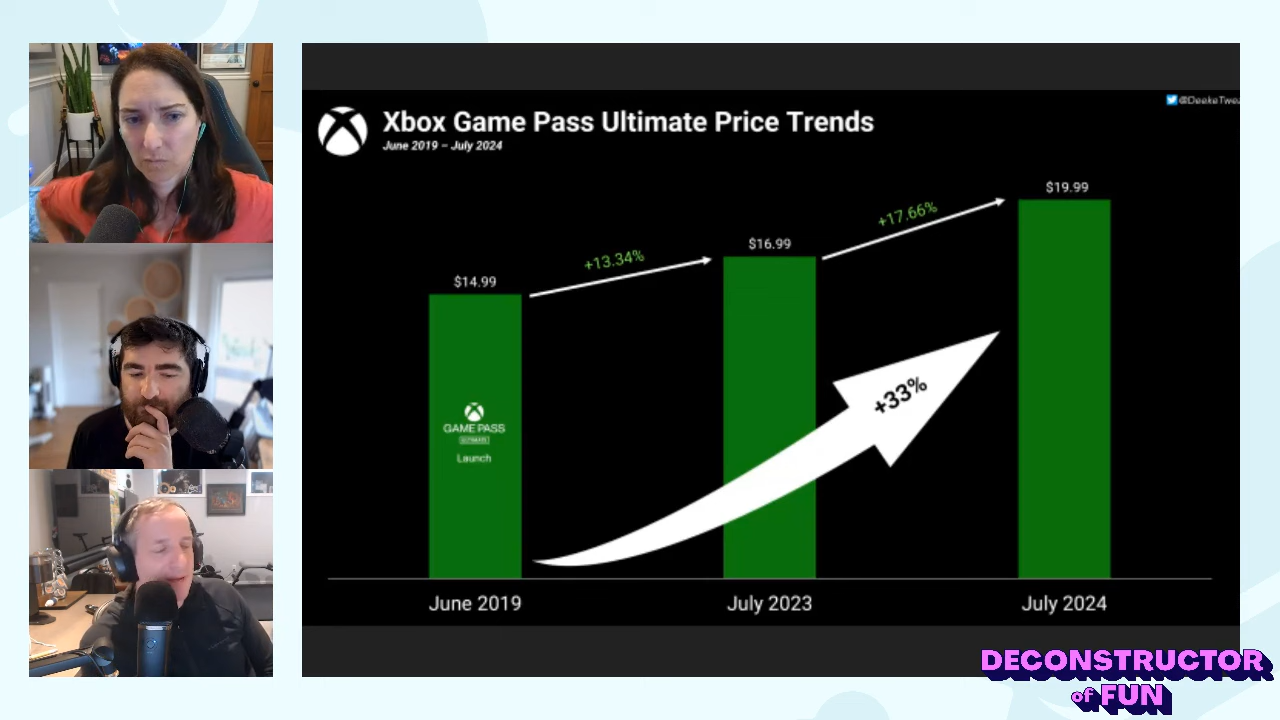 Xbox Game Pass Ultimate Price Trends
June 2019 – July 2024
$14.99
+13.34%
$16.99
+17.66%
$19.99
+33%
GAME PASS
ULTIMATE
Launch
June 2019
July 2023
July 2024
DECONSTRUCTOR
of FUN